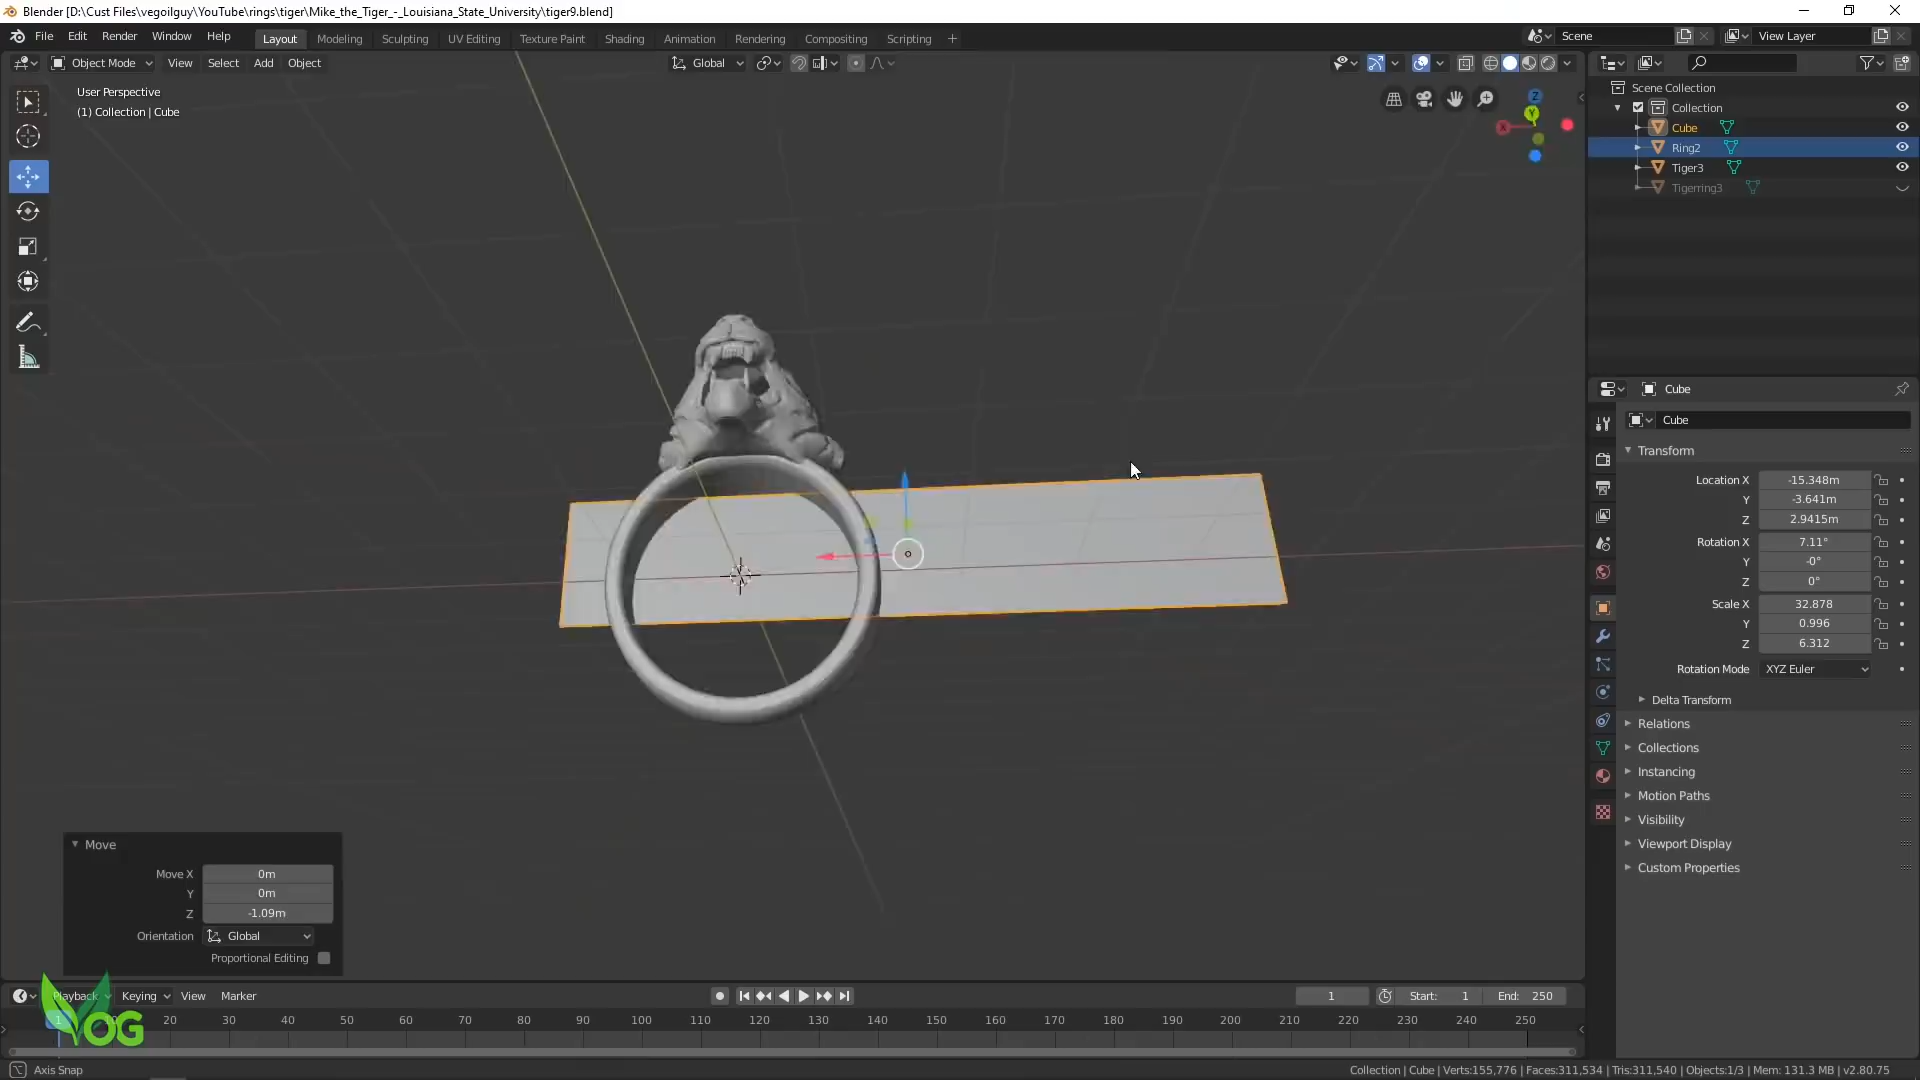 Blender [D:\Cust Files\vegoilguy\YouTube\rings\tiger\Mike_the_Tiger_-_Louisiana_State_University\tiger9.blend]
File Edit Render Window Help Layout Modeling Sculpting UV Editing Texture Paint Shading Animation Rendering Compositing Scripting + Scene View Layer
Object Mode View Select Add Object Global
User Perspective
(1) Collection | Cube
Z
Y
X
Scene Collection
Collection
Cube
Ring2
Tiger3
Tigerring3
Cube
Cube
Transform
Location X -15.348m
Y -3.641m
Z 2.9415m
Rotation X 7.11°
Y -0°
Z 0°
Scale X 32.878
Y 0.996
Z 6.312
Rotation Mode XYZ Euler
Delta Transform
Relations
Collections
Instancing
Motion Paths
Visibility
Viewport Display
Custom Properties
Move
Move X 0m
Y 0m
Z -1.09m
Orientation Global
Proportional Editing
Playback Keying View Marker 1 Start: 1 End: 250
1 20 30 40 50 60 70 80 90 100 110 120 130 140 150 160 170 180 190 200 210 220 230 240 250
VOG
Axis Snap
Collection | Cube | Verts:155,776 | Faces:311,534 | Tris:311,540 | Objects:1/3 | Mem: 131.3 MB | v2.80.75